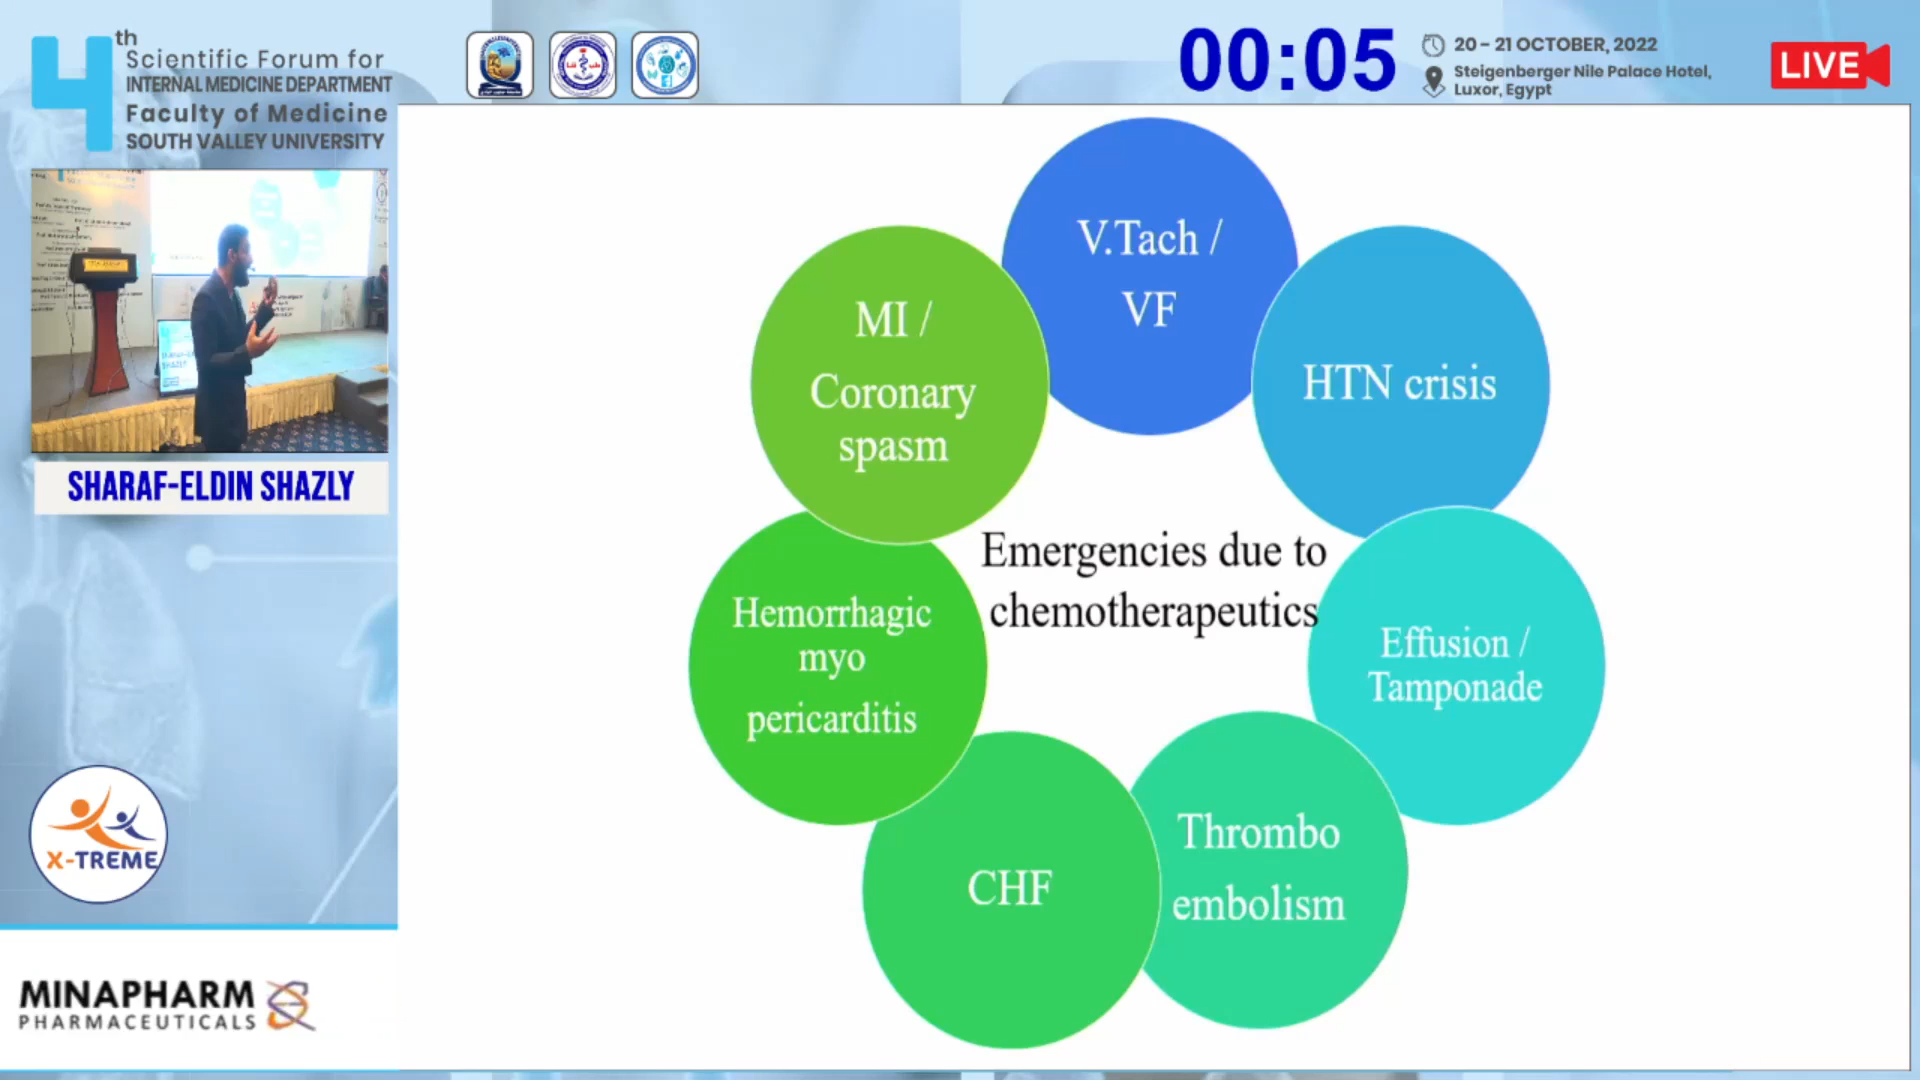 4th
Scientific Forum for
INTERNAL MEDICINE DEPARTMENT
Faculty of Medicine
SOUTH VALLEY UNIVERSITY
00:05
20 - 21 OCTOBER, 2022
Steigenberger Nile Palace Hotel,
Luxor, Egypt
LIVE
SHARAF-ELDIN SHAZLY
X-TREME
MINAPHARM
PHARMACEUTICALS
V.Tach /
VF
HTN crisis
Effusion /
Tamponade
Thrombo
embolism
CHF
Hemorrhagic
myo
pericarditis
MI /
Coronary
spasm
Emergencies due to
chemotherapeutics